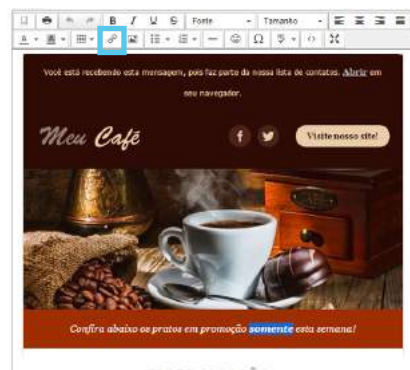 B I U S Fonte Tamanho
A Ω
Você está recebendo esta mensagem, pois faz parte da nossa lista de contatos. Abrir em
seu navegador.
Meu Café
f
Visite nosso site!
Confira abaixo os pratos em promoção somente esta semana!